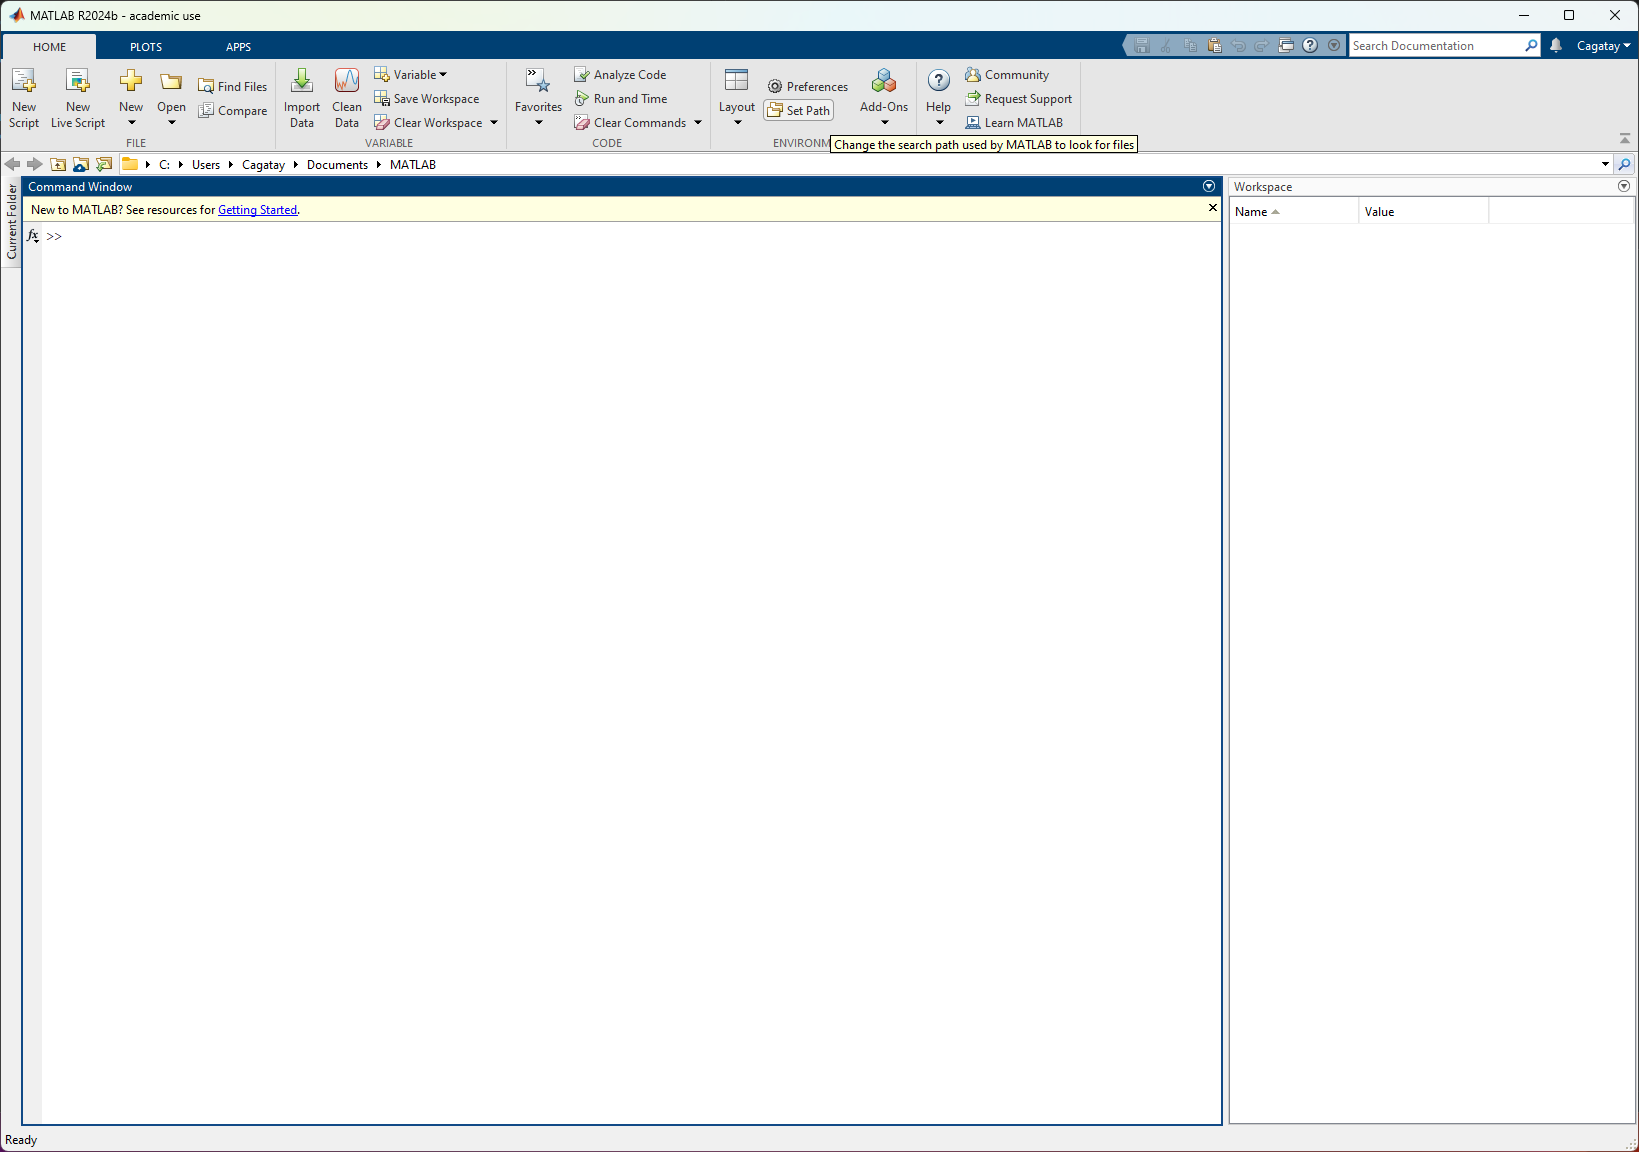 MATLAB R2024b - academic use
HOME PLOTS APPS
Search Documentation
Cagatay
New Script
New Live Script
New
Open
Find Files
Compare
FILE
Import Data
Clean Data
Variable
Save Workspace
Clear Workspace
VARIABLE
Favorites
Analyze Code
Run and Time
Clear Commands
CODE
Layout
Preferences
Set Path
Add-Ons
ENVIRONM
Help
Community
Request Support
Learn MATLAB
Change the search path used by MATLAB to look for files
C: Users Cagatay Documents MATLAB
Current Folder
Command Window
New to MATLAB? See resources for Getting Started.
fx >>
Workspace
Name Value
Ready